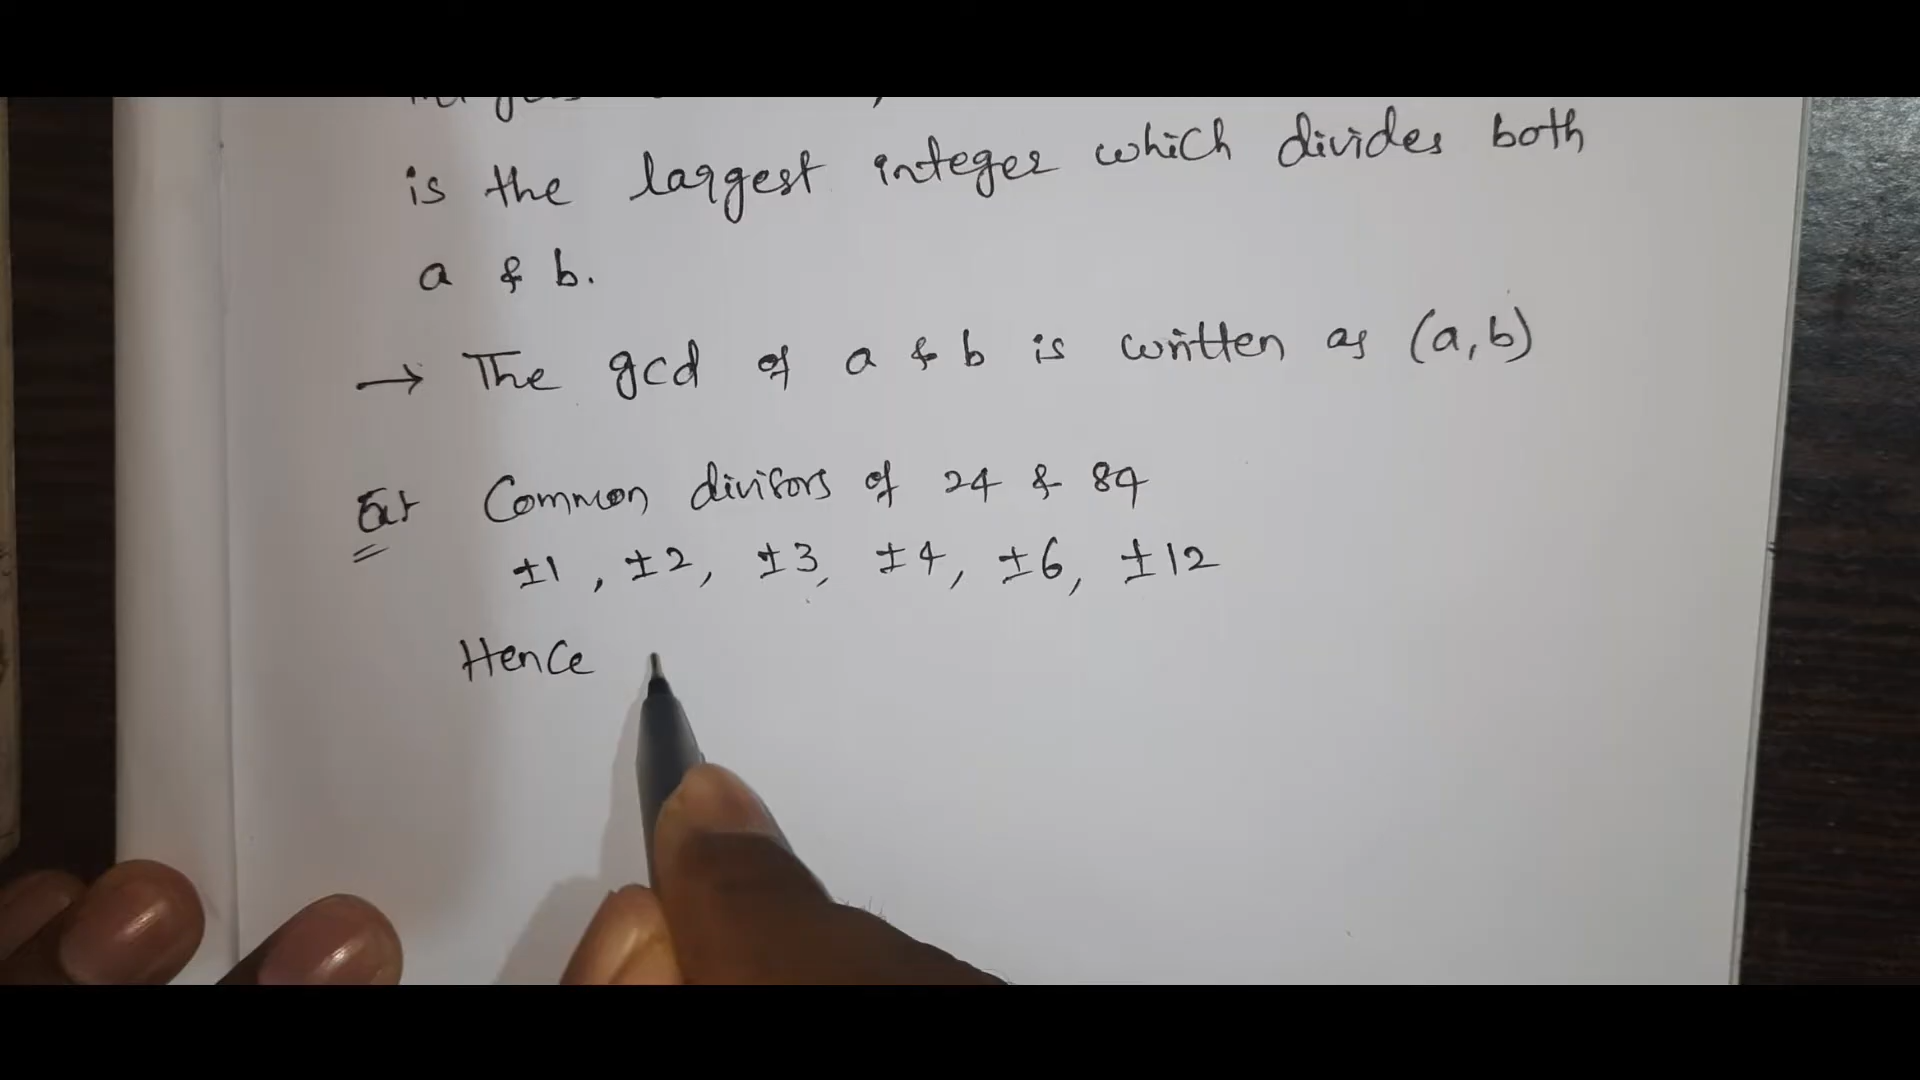 is the largest integer which divides both
a & b.
→ The gcd of a & b is written as (a,b)
Ex: Common divisors of 24 & 84
±1, ±2, ±3, ±4, ±6, ±12
Hence